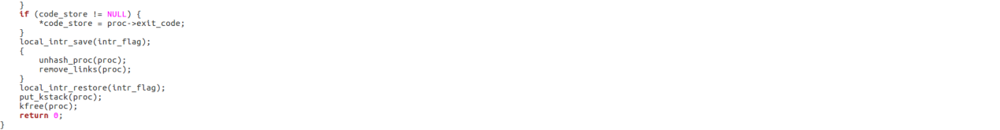 }
    if (code_store != NULL) {
        *code_store = proc->exit_code;
    }
    local_intr_save(intr_flag);
    {
        unhash_proc(proc);
        remove_links(proc);
    }
    local_intr_restore(intr_flag);
    put_kstack(proc);
    kfree(proc);
    return 0;
}